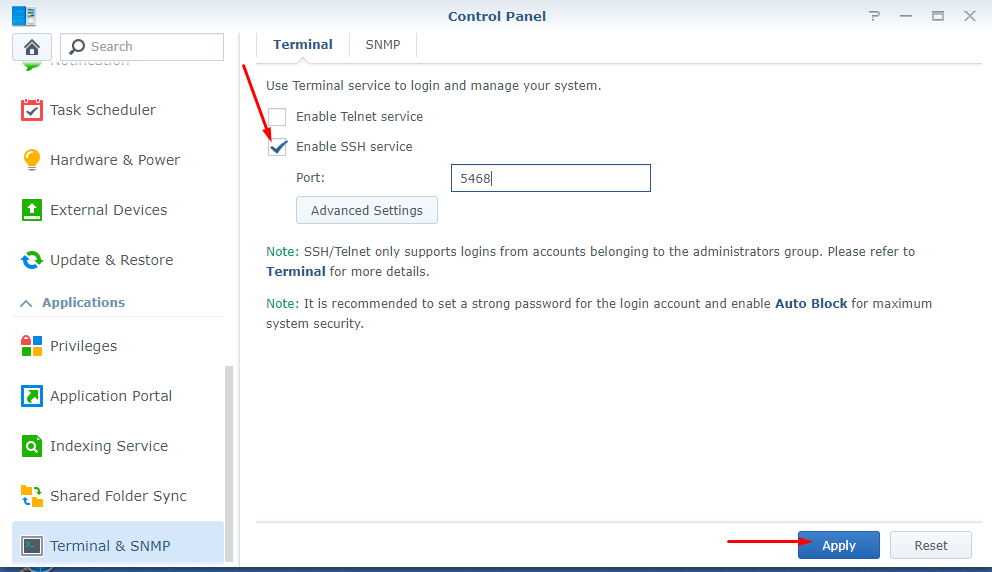 Control Panel
Search
Notification
Task Scheduler
Hardware & Power
External Devices
Update & Restore
Applications
Privileges
Application Portal
Indexing Service
Shared Folder Sync
Terminal & SNMP
Terminal
SNMP
Use Terminal service to login and manage your system.
Enable Telnet service
Enable SSH service
Port:
5468
Advanced Settings
Note: SSH/Telnet only supports logins from accounts belonging to the administrators group. Please refer to
Terminal for more details.
Note: It is recommended to set a strong password for the login account and enable Auto Block for maximum
system security.
Apply
Reset